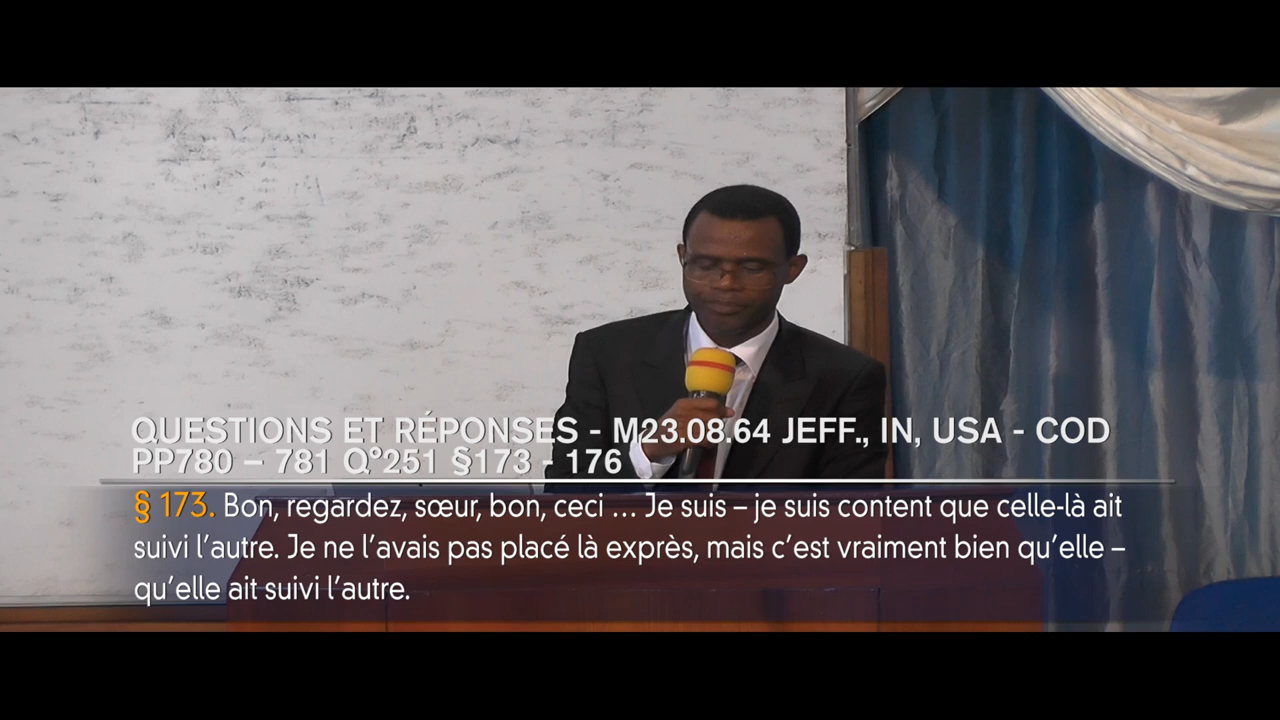 QUESTIONS ET RÉPONSES - M23.08.64 JEFF., IN, USA - COD
PP780 – 781 Q°251 §173 - 176
§ 173. Bon, regardez, sœur, bon, ceci … Je suis – je suis content que celle-là ait
suivi l’autre. Je ne l’avais pas placé là exprès, mais c’est vraiment bien qu’elle –
qu’elle ait suivi l’autre.